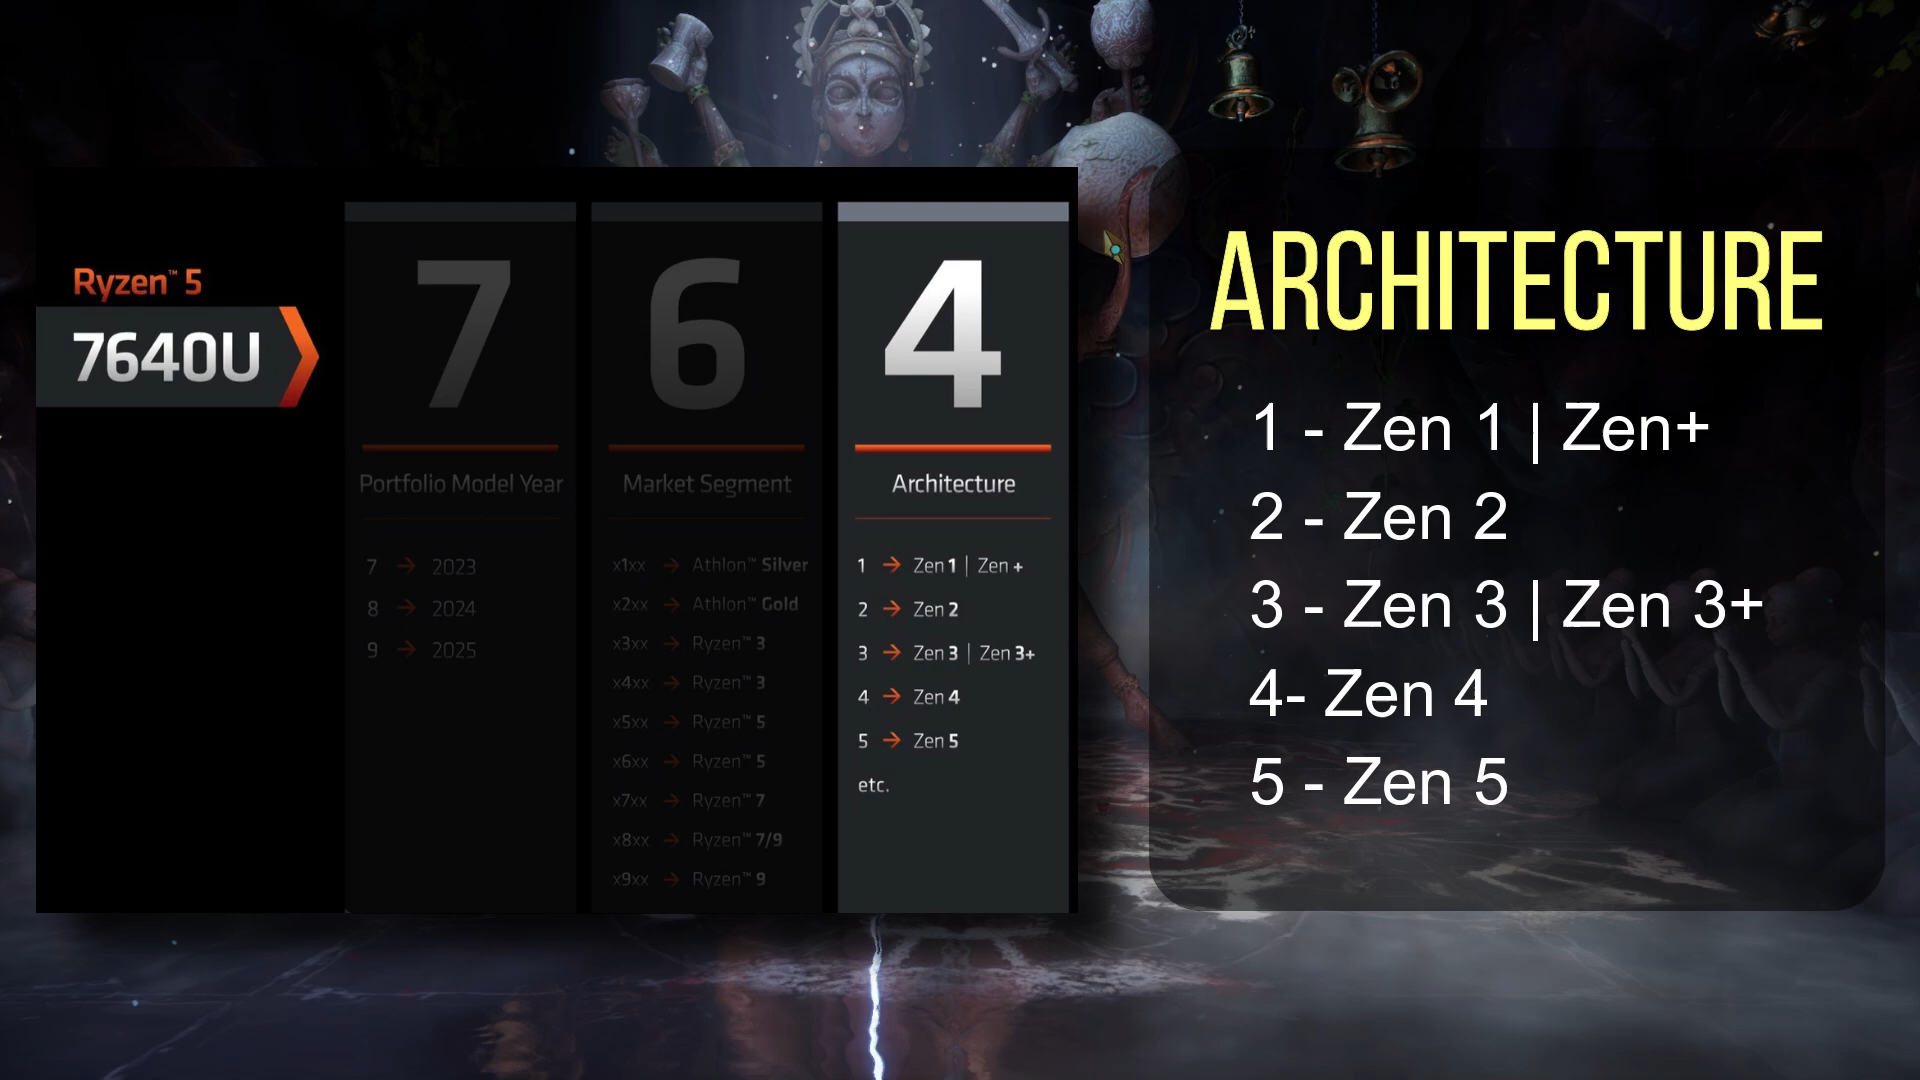 Ryzen™ 5
7640U
7
Portfolio Model Year
7 → 2023
8 → 2024
9 → 2025
6
Market Segment
x1xx → Athlon™ Silver
x2xx → Athlon™ Gold
x3xx → Ryzen™ 3
x4xx → Ryzen™ 3
x5xx → Ryzen™ 5
x6xx → Ryzen™ 5
x7xx → Ryzen™ 7
x8xx → Ryzen™ 7/9
x9xx → Ryzen™ 9
4
Architecture
1 → Zen 1 | Zen +
2 → Zen 2
3 → Zen 3 | Zen 3+
4 → Zen 4
5 → Zen 5
etc.
ARCHITECTURE
1 - Zen 1 | Zen+
2 - Zen 2
3 - Zen 3 | Zen 3+
4- Zen 4
5 - Zen 5